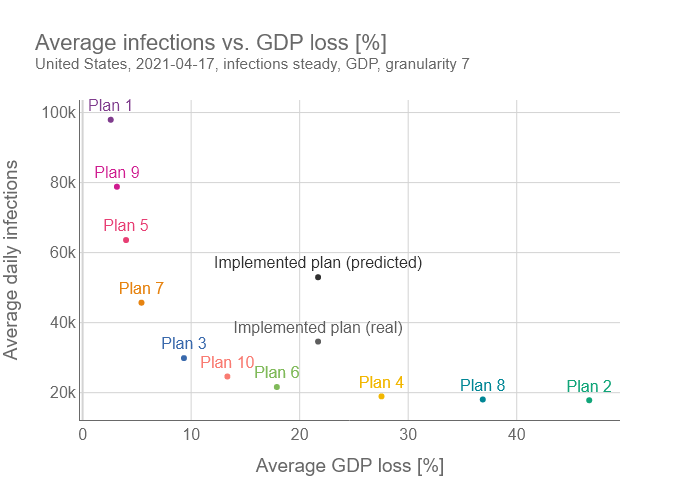 Average infections vs. GDP loss [%]
United States, 2021-04-17, infections steady, GDP, granularity 7
Average daily infections
100k
80k
60k
40k
20k
Plan 1
Plan 9
Plan 5
Implemented plan (predicted)
Plan 7
Implemented plan (real)
Plan 3
Plan 10
Plan 6
Plan 4
Plan 8
Plan 2
0
10
20
30
40
Average GDP loss [%]